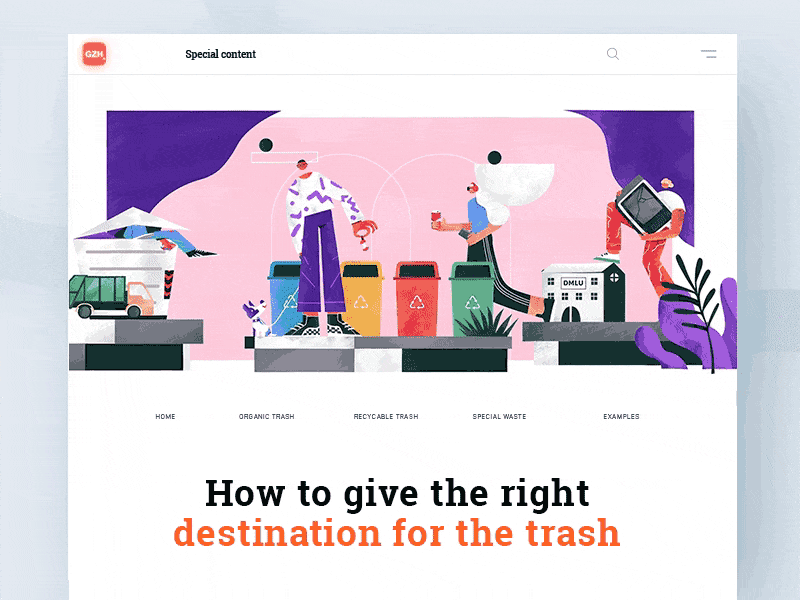 GZH
Special content
DMLU
HOME
ORGANIC TRASH
RECYCABLE TRASH
SPECIAL WASTE
EXAMPLES
How to give the right
destination for the trash